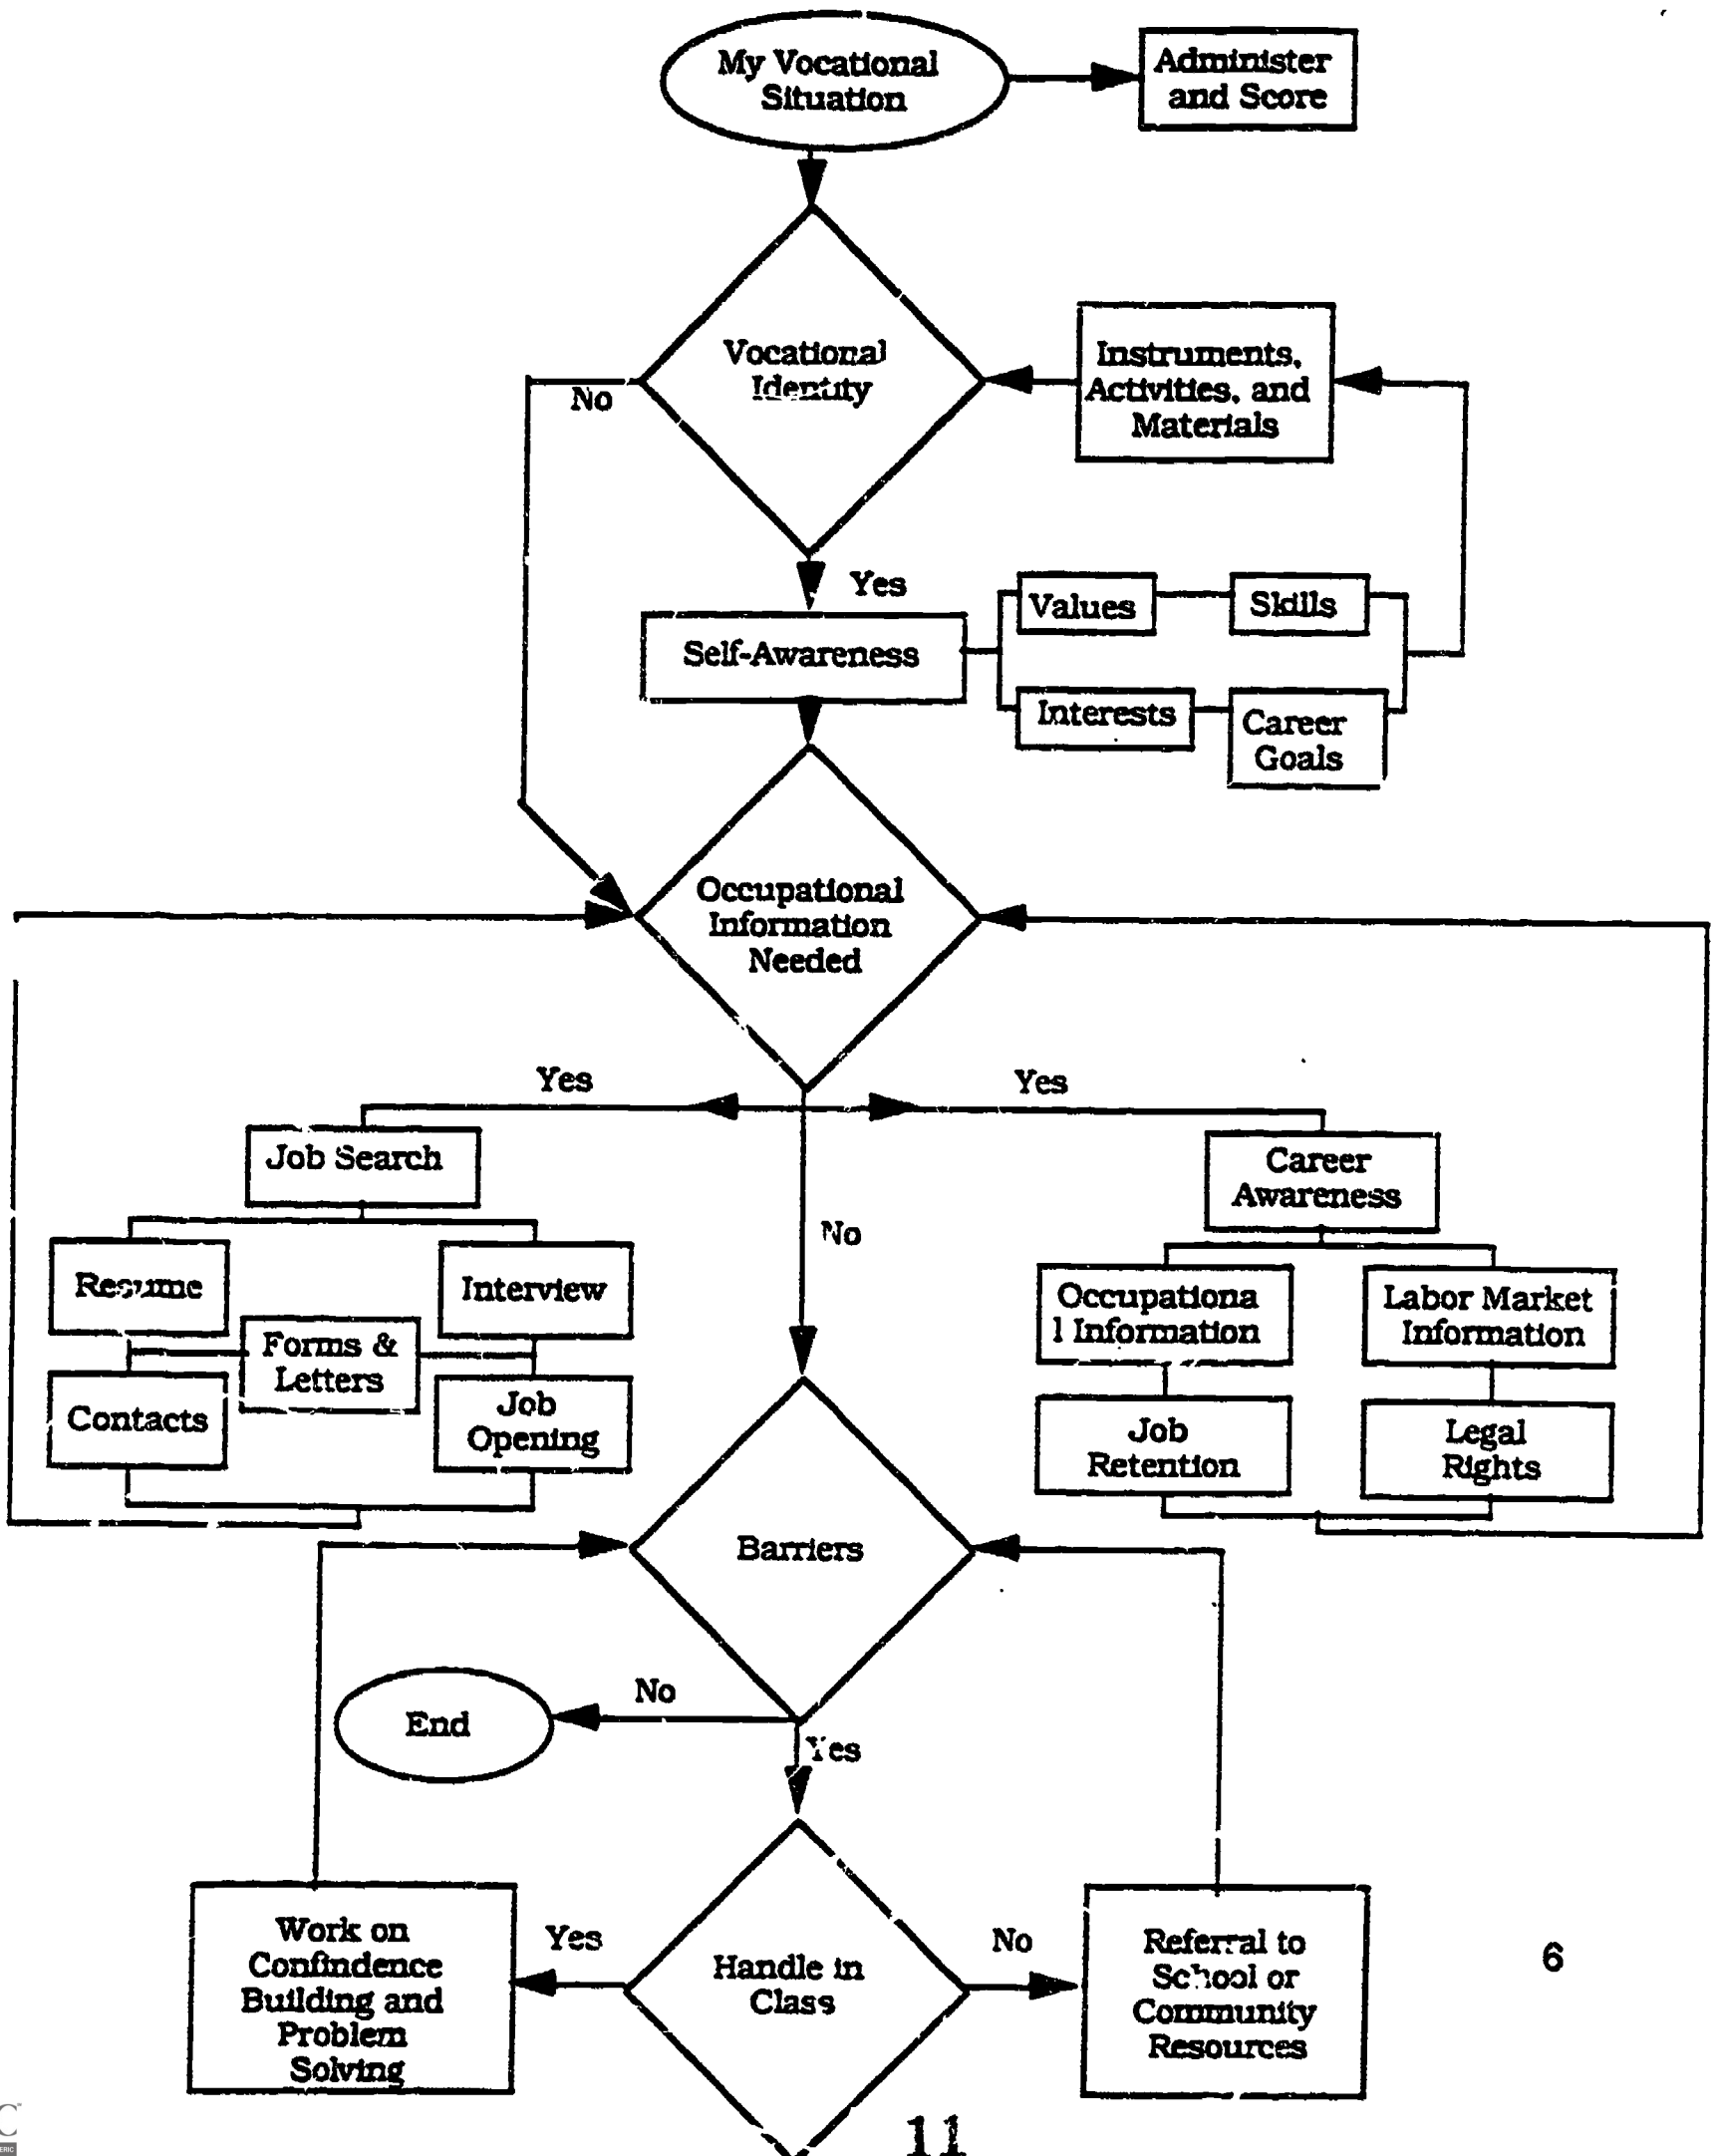 My Vocational
Situation
Administer
and Score
Vocational
Identity
Instruments,
Activities, and
Materials
No
Yes
Self-Awareness
Values
Skills
Interests
Career
Goals
Occupational
Information
Needed
Yes
Yes
Job Search
Career
Awareness
No
Resume
Interview
Occupationa
l Information
Labor Market
Information
Forms &
Letters
Contacts
Job
Opening
Job
Retention
Legal
Rights
Barriers
No
End
Yes
Work on
Confindence
Building and
Problem
Solving
Yes
Handle in
Class
No
Referral to
School or
Community
Resources
6
11
ERIC